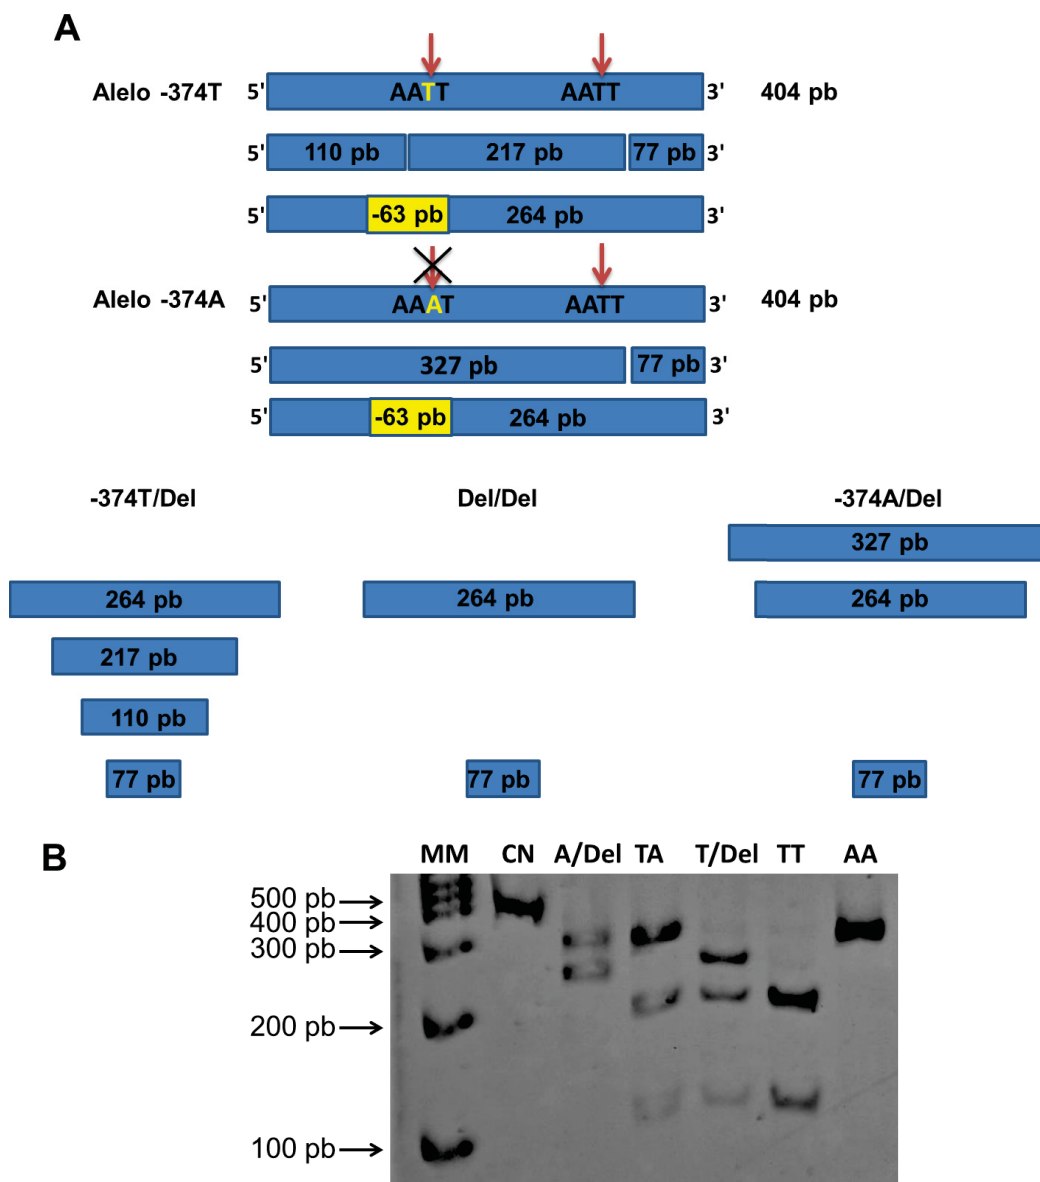 A
Alelo -374T 5' AATT AATT 3' 404 pb
5' 110 pb 217 pb 77 pb 3'
5' -63 pb 264 pb 3'
Alelo -374A 5' AAAT AATT 3' 404 pb
5' 327 pb 77 pb 3'
5' -63 pb 264 pb 3'
-374T/Del Del/Del -374A/Del
327 pb
264 pb 264 pb 264 pb
217 pb
110 pb
77 pb 77 pb 77 pb
B
MM CN A/Del TA T/Del TT AA
500 pb
400 pb
300 pb
200 pb
100 pb